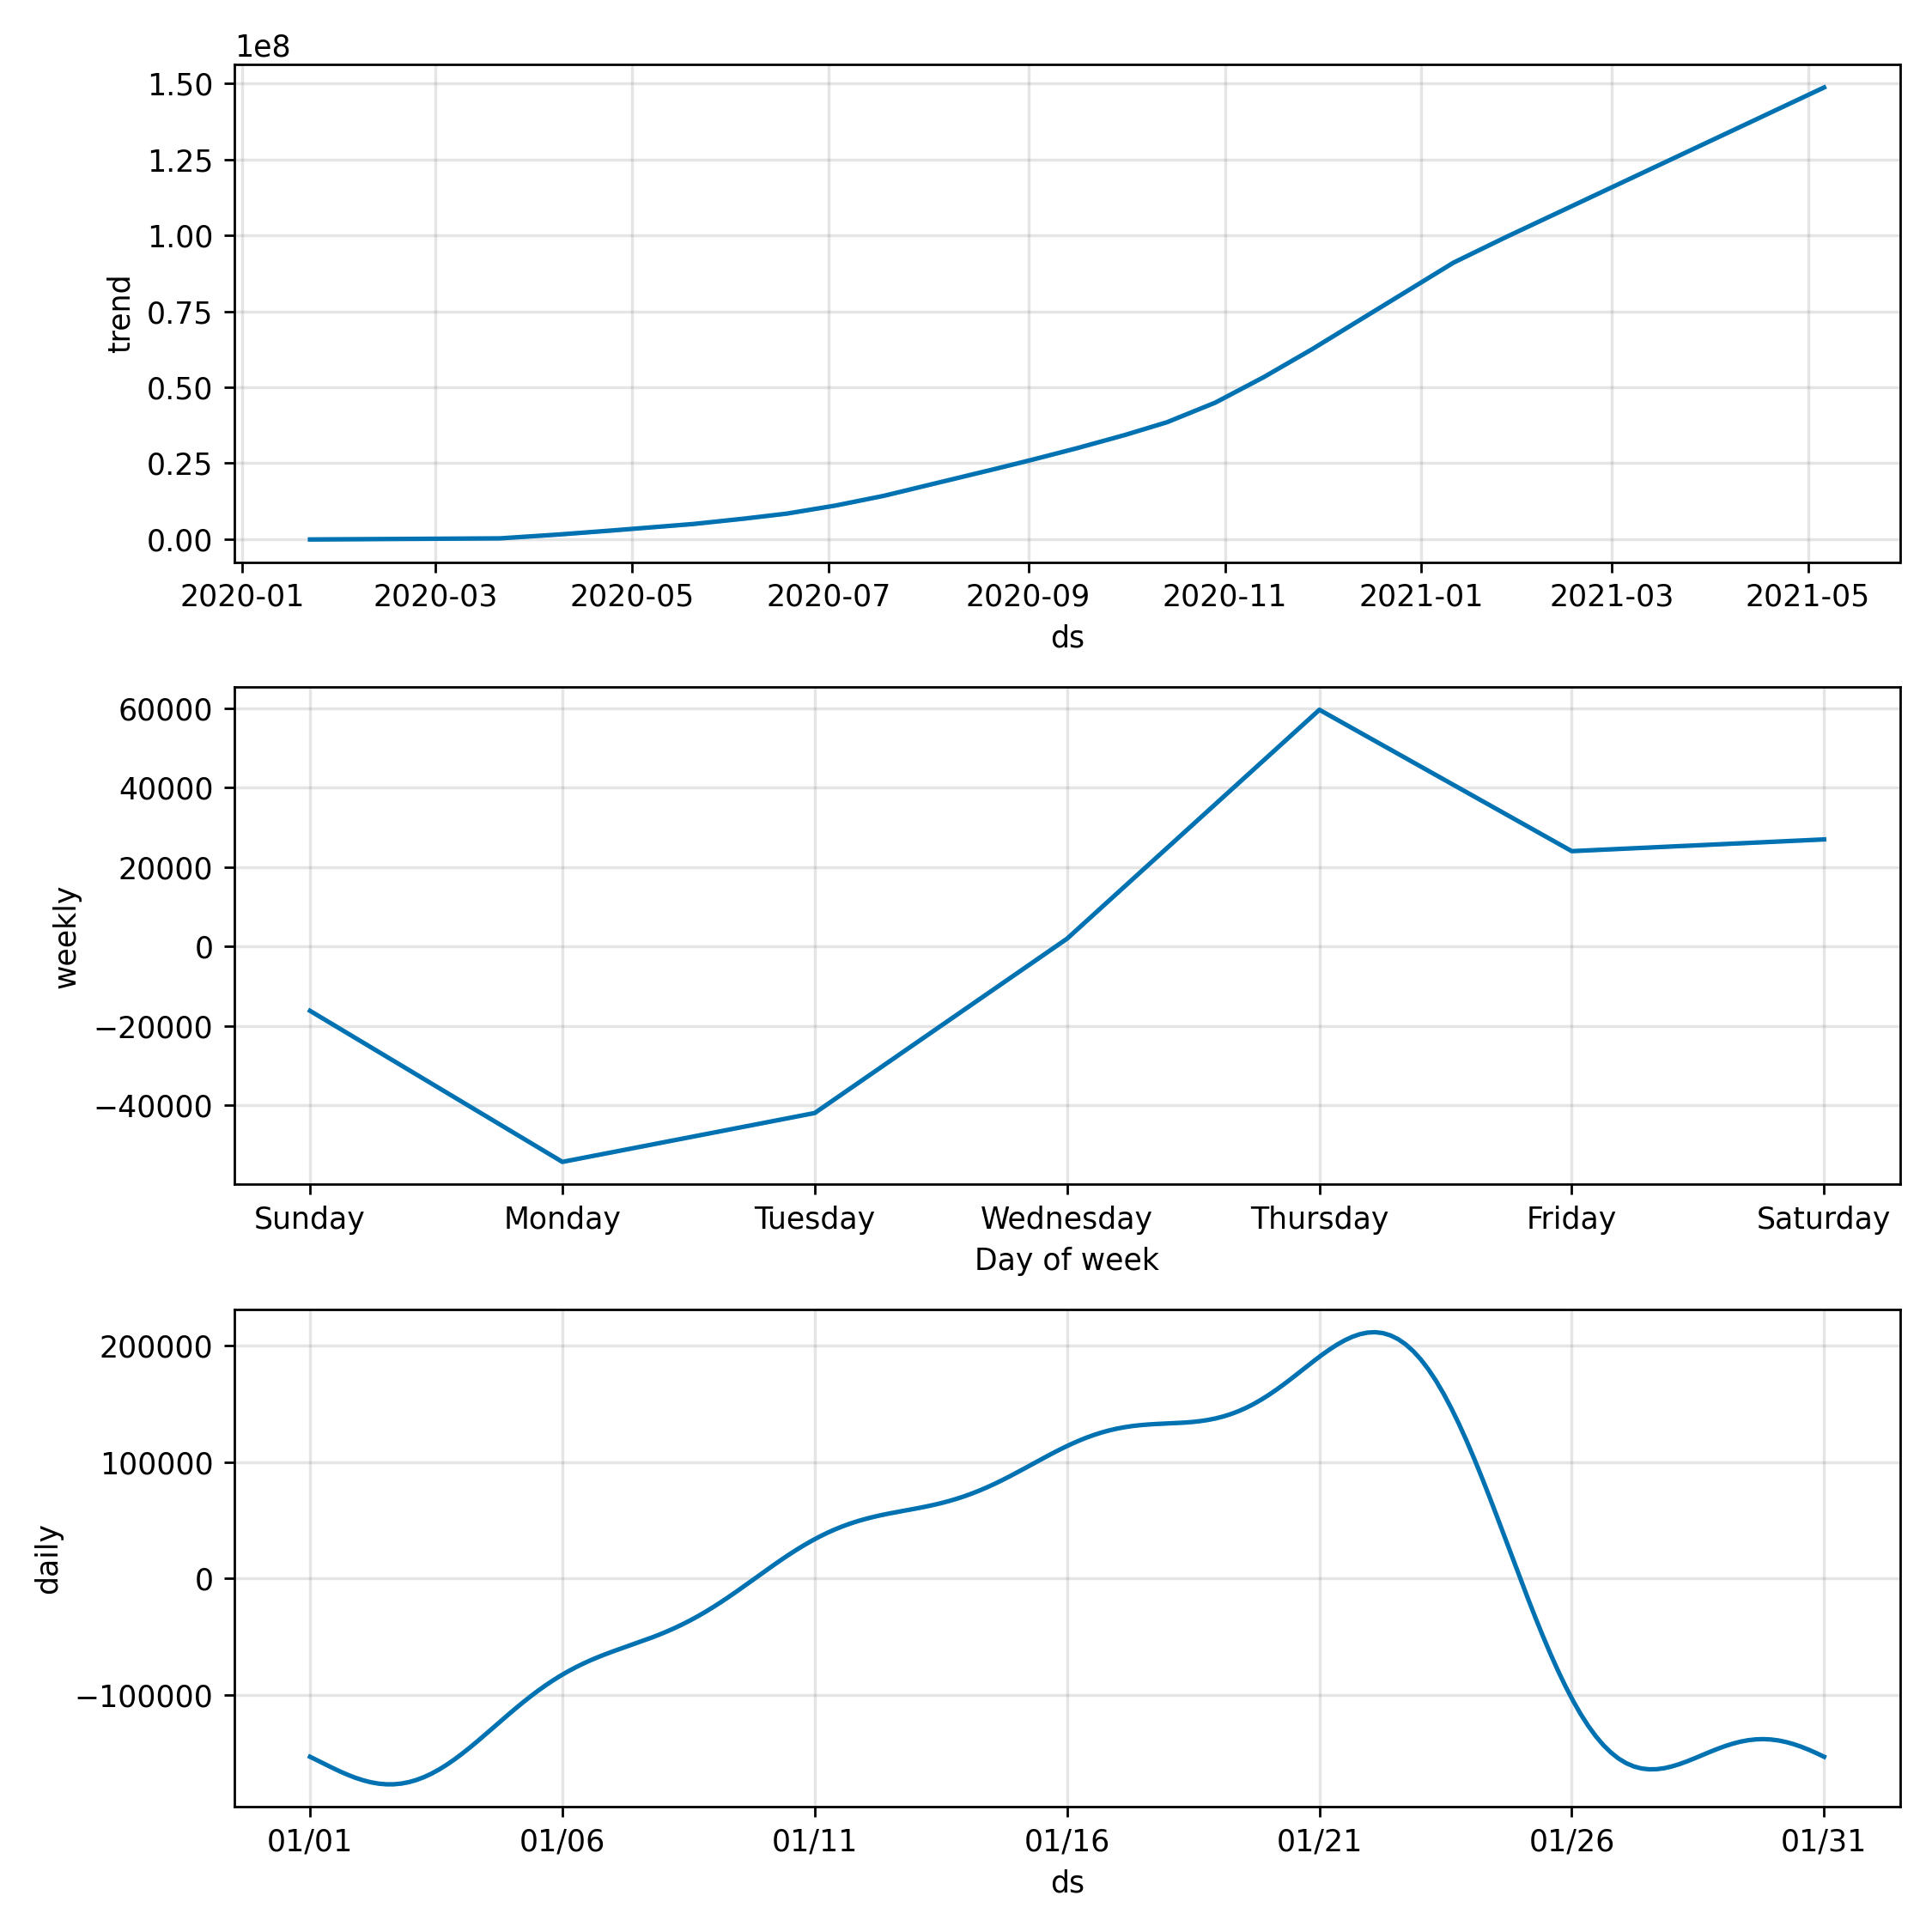 1e8
1.50
1.25
1.00
0.75
0.50
0.25
0.00
trend
2020-01 2020-03 2020-05 2020-07 2020-09 2020-11 2021-01 2021-03 2021-05
ds
60000
40000
20000
0
−20000
−40000
weekly
Sunday Monday Tuesday Wednesday Thursday Friday Saturday
Day of week
200000
100000
0
−100000
daily
01/01 01/06 01/11 01/16 01/21 01/26 01/31
ds